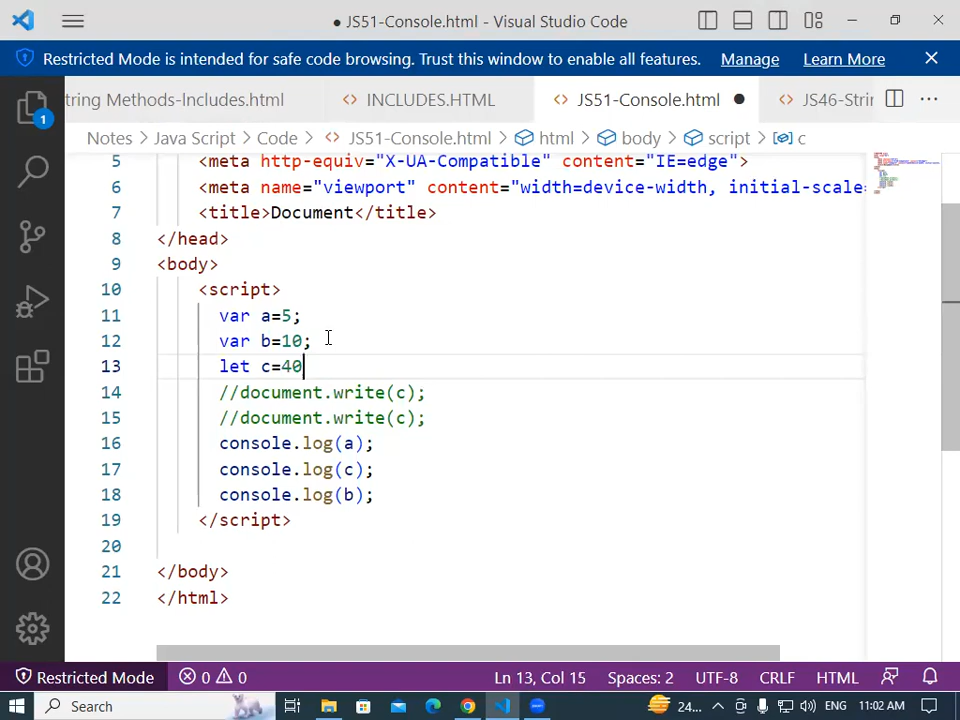 ● JS51-Console.html - Visual Studio Code
Restricted Mode is intended for safe code browsing. Trust this window to enable all features. Manage Learn More
1
tring Methods-Includes.html <> INCLUDES.HTML <> JS51-Console.html ● <> JS46-Strin ...
Notes > Java Script > Code > <> JS51-Console.html > html > body > script > c
5 <meta http-equiv="X-UA-Compatible" content="IE=edge">
6 <meta name="viewport" content="width=device-width, initial-scale=
7 <title>Document</title>
8 </head>
9 <body>
10 <script>
11 var a=5;
12 var b=10;
13 let c=40
14 //document.write(c);
15 //document.write(c);
16 console.log(a);
17 console.log(c);
18 console.log(b);
19 </script>
20
21 </body>
22 </html>
Restricted Mode 0 0 Ln 13, Col 15 Spaces: 2 UTF-8 CRLF HTML
Search 24... ENG 11:02 AM